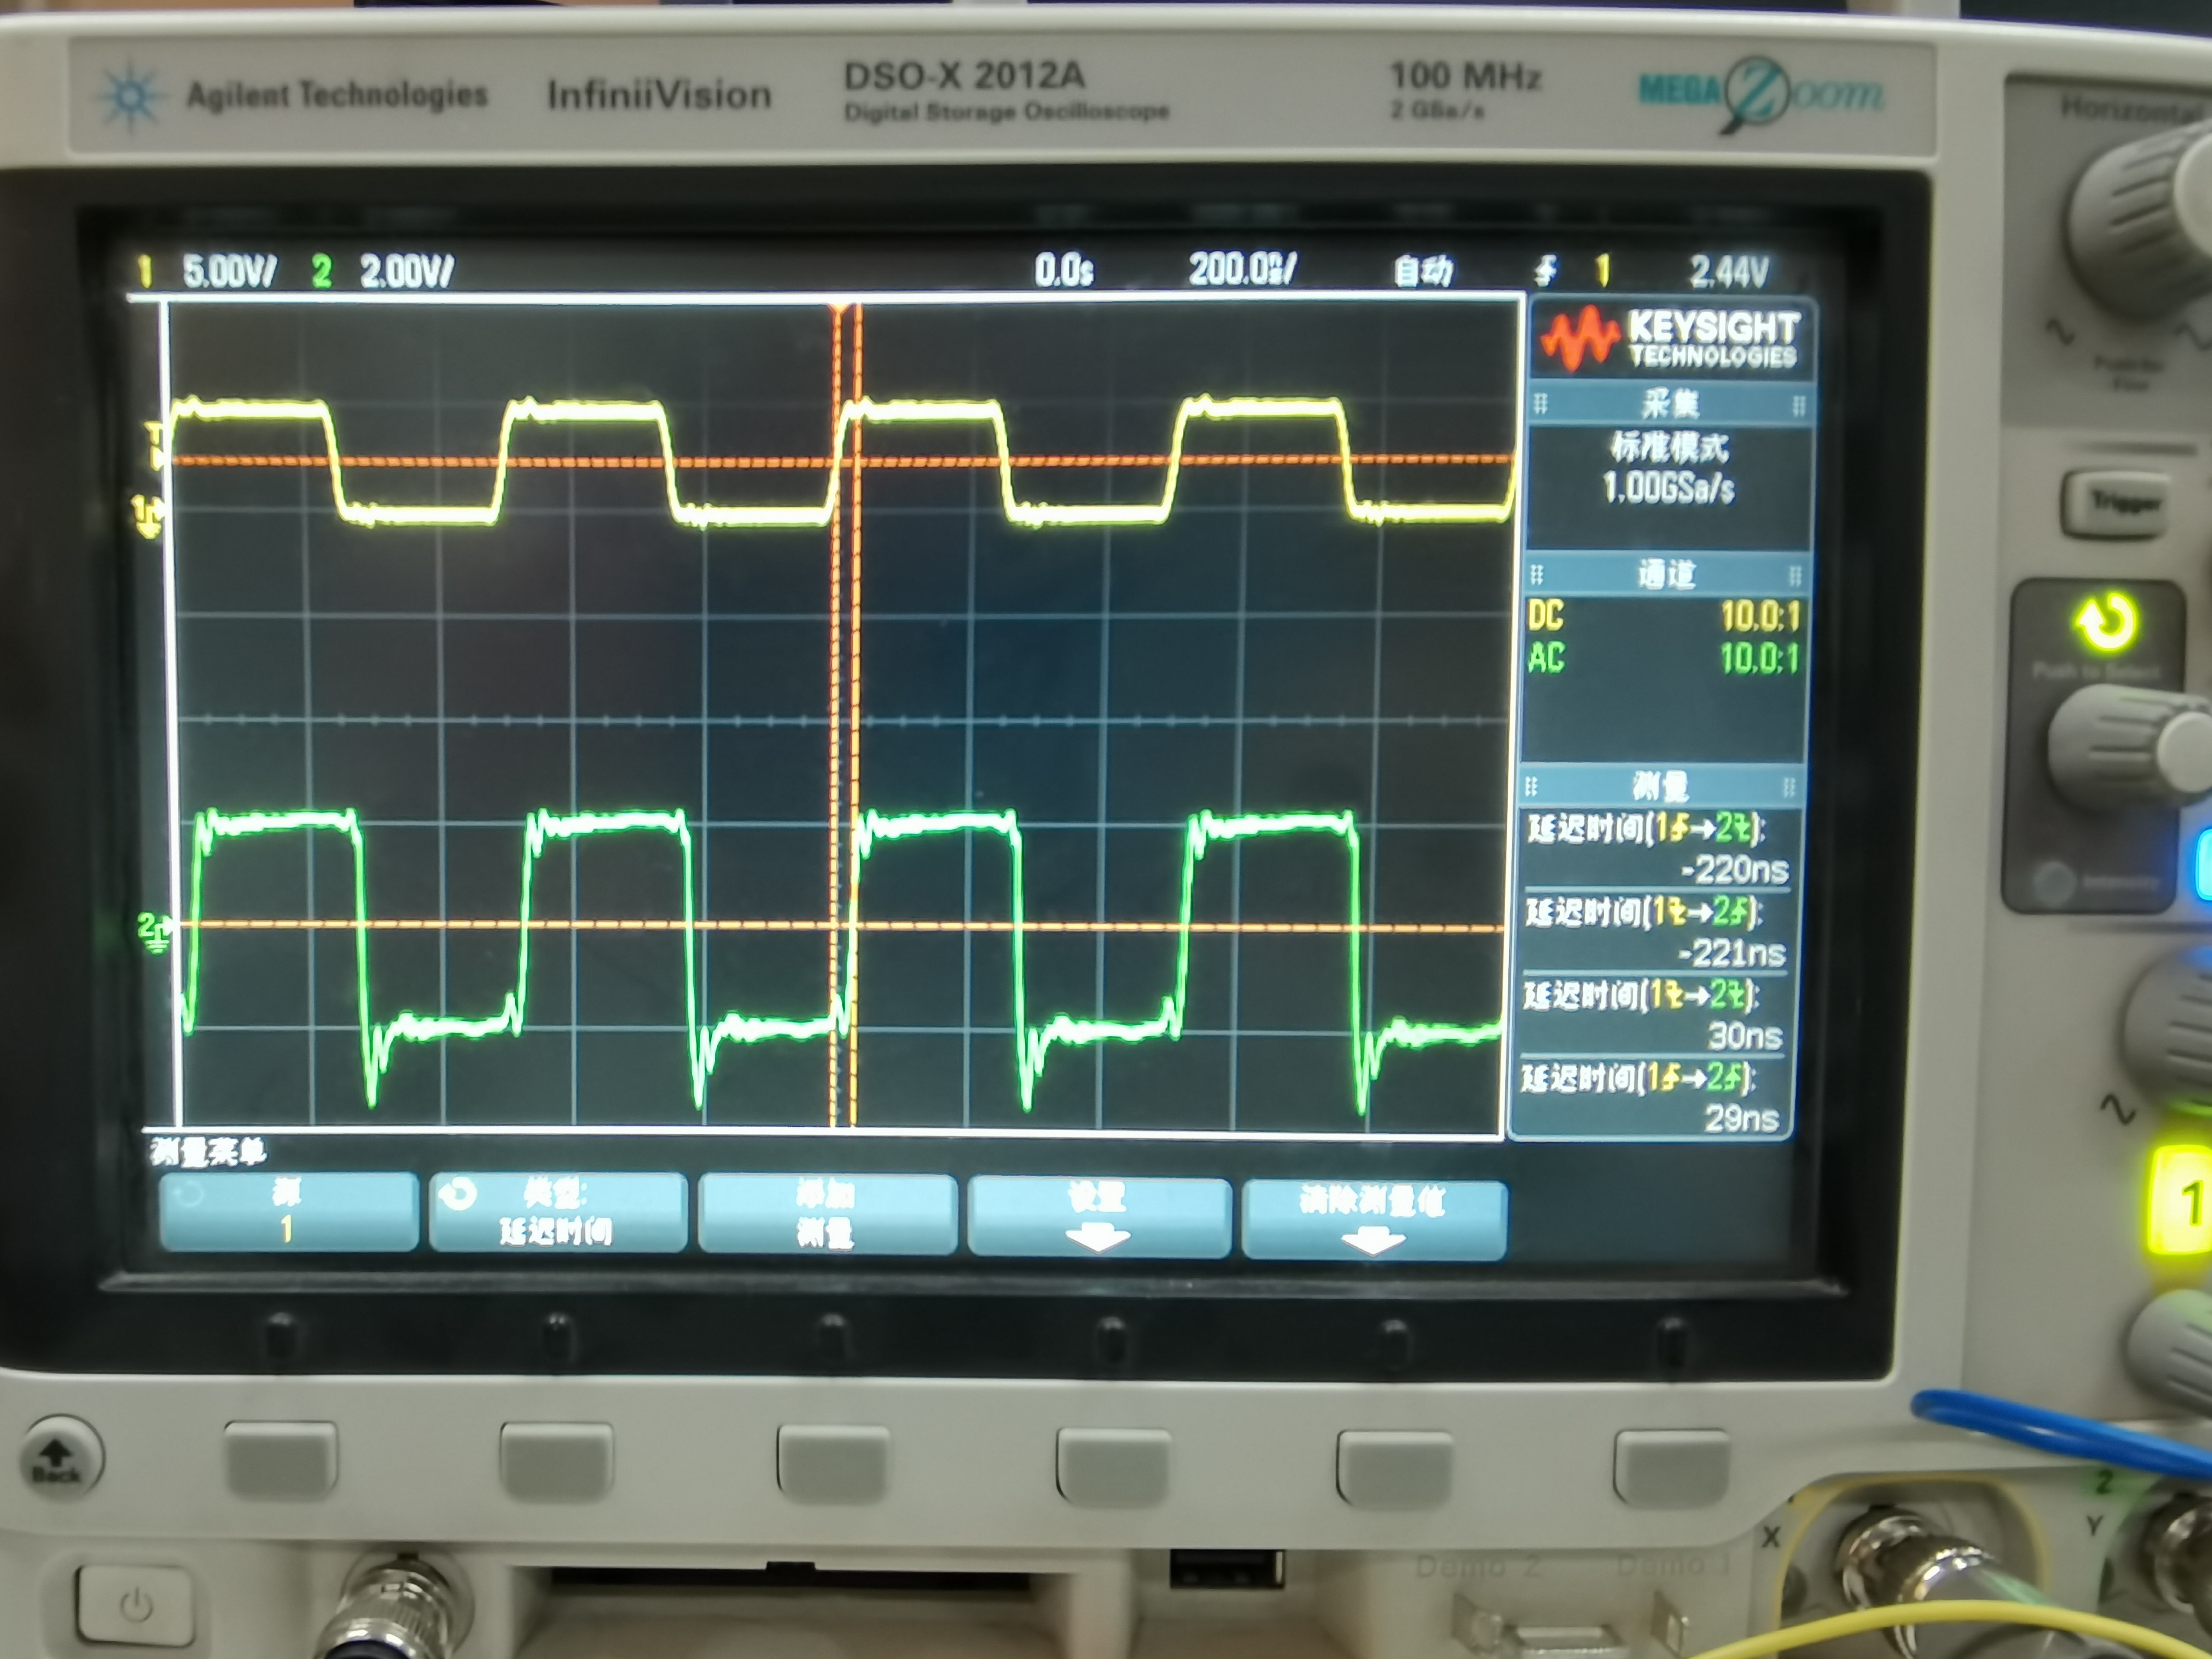 Agilent Technologies InfiniiVision DSO-X 2012A 100 MHz MEGA Zoom
Digital Storage Oscilloscope 2 GSa/s
Horizontal
1 5.00V/ 2 2.00V/ 0.0s 200.0ns/ 自动 1 2.44V
KEYSIGHT
TECHNOLOGIES
采集
标准模式
1.00GSa/s
通道
DC 10.0:1
AC 10.0:1
测量
延迟时间(1→2):
-220ns
延迟时间(1→2):
-221ns
延迟时间(1→2):
30ns
延迟时间(1→2):
29ns
T
1
2
测量菜单
源
1
类型:
延迟时间
添加
测量
设置
清除测量值
Trigger
Push to Select
Intensity
1
Back
X
2
Y
Demo 2
Demo 1